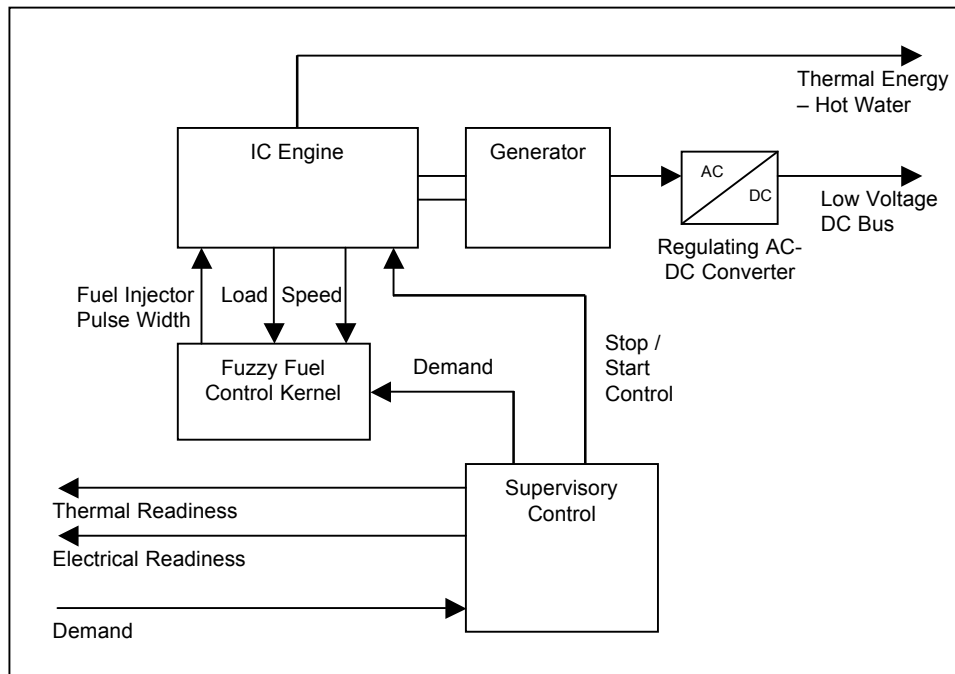 Thermal Energy
– Hot Water
IC Engine
Generator
AC
DC
Low Voltage
DC Bus
Regulating AC-
DC Converter
Fuel Injector
Pulse Width
Load
Speed
Stop /
Start
Control
Fuzzy Fuel
Control Kernel
Demand
Supervisory
Control
Thermal Readiness
Electrical Readiness
Demand